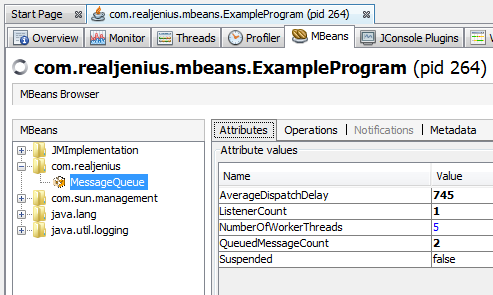 Start Page com.realjenius.mbeans.ExampleProgram (pid 264)
Overview Monitor Threads Profiler MBeans JConsole Plugins
com.realjenius.mbeans.ExampleProgram (pid 264)
MBeans Browser
MBeans
JMImplementation
com.realjenius
MessageQueue
com.sun.management
java.lang
java.util.logging
Attributes Operations Notifications Metadata
Attribute values
Name Value
AverageDispatchDelay 745
ListenerCount 1
NumberOfWorkerThreads 5
QueuedMessageCount 2
Suspended false